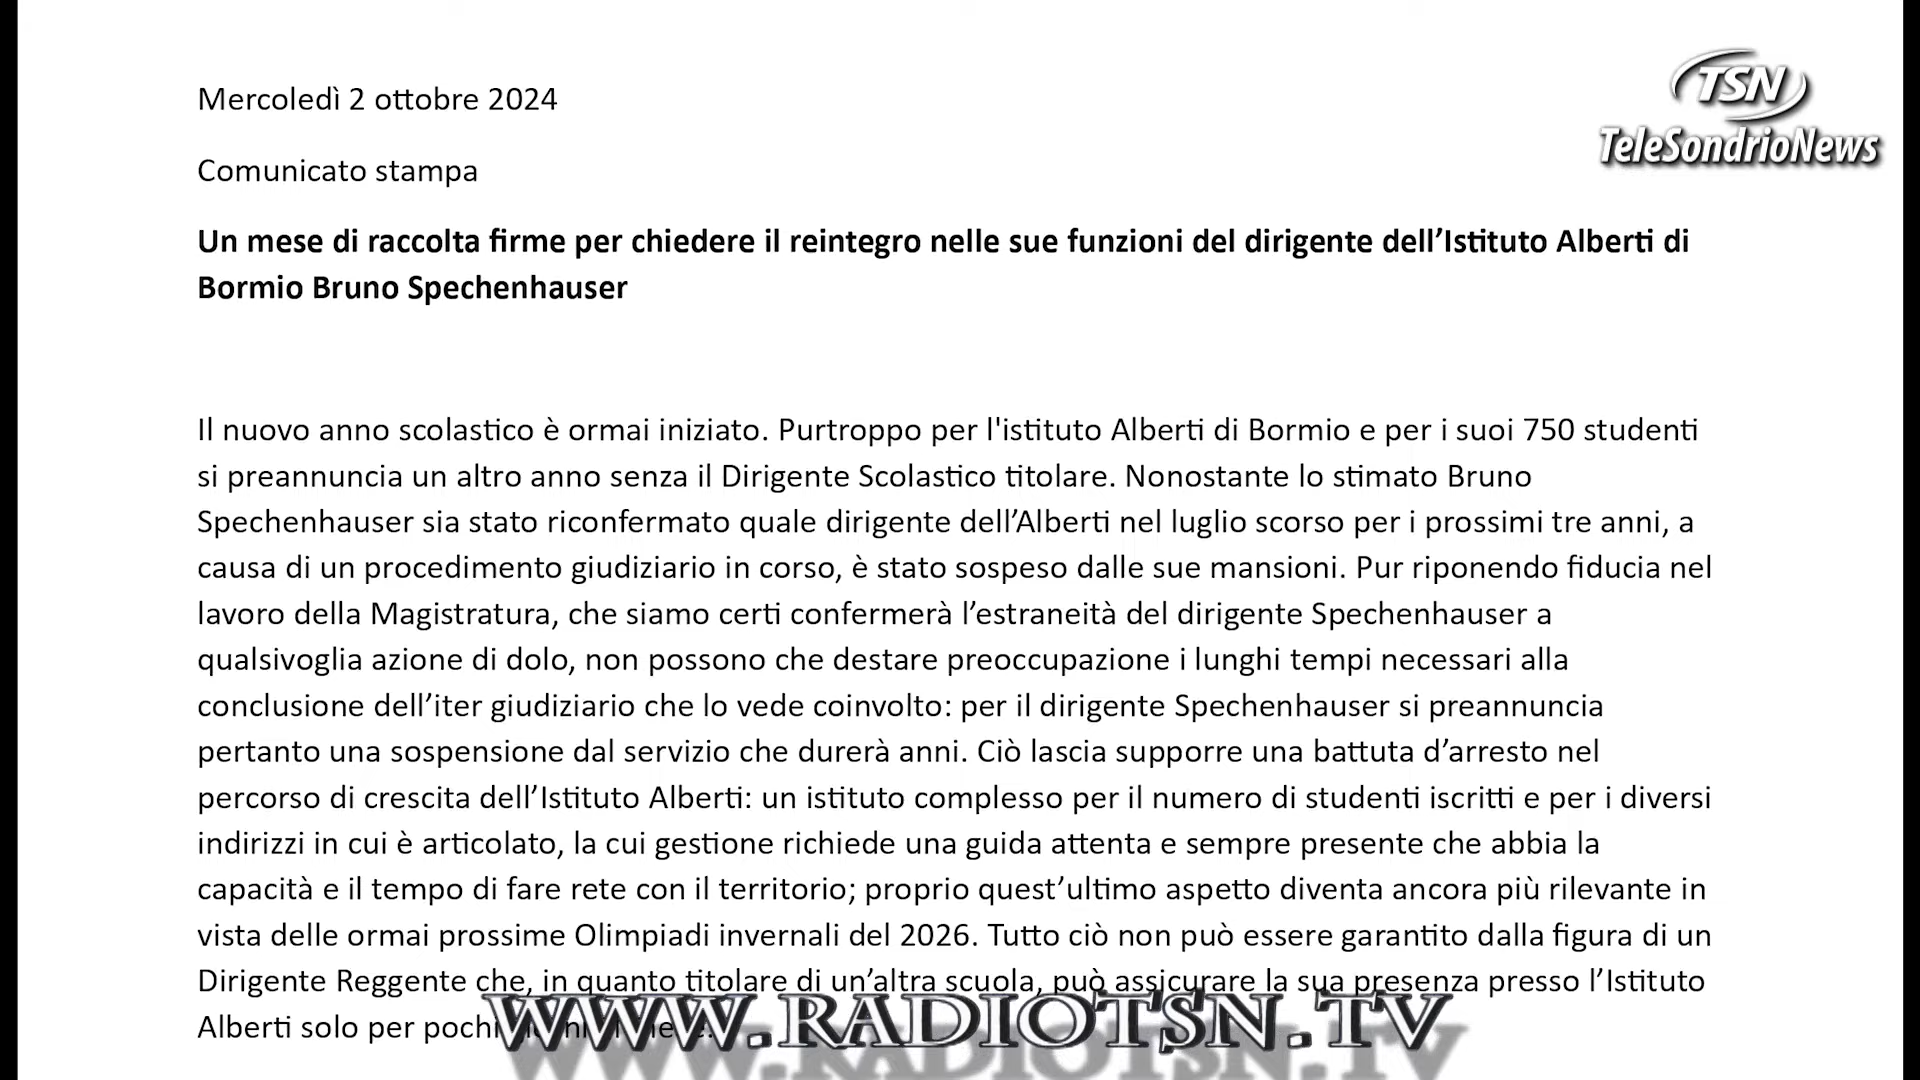 TSN
TeleSondrioNews
Mercoledì 2 ottobre 2024
Comunicato stampa
Un mese di raccolta firme per chiedere il reintegro nelle sue funzioni del dirigente dell’Istituto Alberti di
Bormio Bruno Spechenhauser
Il nuovo anno scolastico è ormai iniziato. Purtroppo per l'istituto Alberti di Bormio e per i suoi 750 studenti
si preannuncia un altro anno senza il Dirigente Scolastico titolare. Nonostante lo stimato Bruno
Spechenhauser sia stato riconfermato quale dirigente dell’Alberti nel luglio scorso per i prossimi tre anni, a
causa di un procedimento giudiziario in corso, è stato sospeso dalle sue mansioni. Pur riponendo fiducia nel
lavoro della Magistratura, che siamo certi confermerà l’estraneità del dirigente Spechenhauser a
qualsivoglia azione di dolo, non possono che destare preoccupazione i lunghi tempi necessari alla
conclusione dell’iter giudiziario che lo vede coinvolto: per il dirigente Spechenhauser si preannuncia
pertanto una sospensione dal servizio che durerà anni. Ciò lascia supporre una battuta d’arresto nel
percorso di crescita dell’Istituto Alberti: un istituto complesso per il numero di studenti iscritti e per i diversi
indirizzi in cui è articolato, la cui gestione richiede una guida attenta e sempre presente che abbia la
capacità e il tempo di fare rete con il territorio; proprio quest’ultimo aspetto diventa ancora più rilevante in
vista delle ormai prossime Olimpiadi invernali del 2026. Tutto ciò non può essere garantito dalla figura di un
Dirigente Reggente che, in quanto titolare di un’altra scuola, può assicurare la sua presenza presso l’Istituto
Alberti solo per pochi
WWW.RADIOTSN.TV